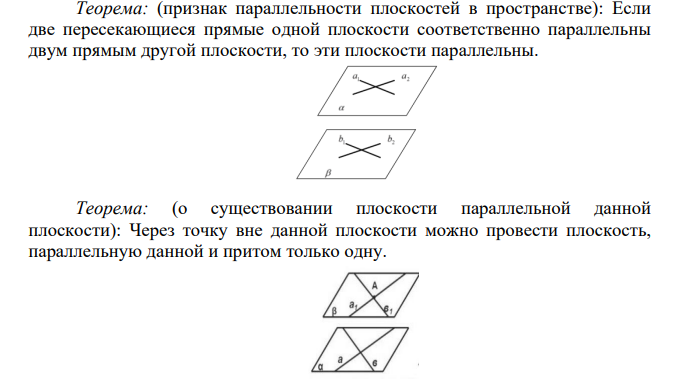 Теорема: (признак параллельности плоскостей в пространстве): Если
две пересекающиеся прямые одной плоскости соответственно параллельны
двум прямым другой плоскости, то эти плоскости параллельны.
a₁ a₂
α
b₁ b₂
β
Теорема: (о существовании плоскости параллельной данной
плоскости): Через точку вне данной плоскости можно провести плоскость,
параллельную данной и притом только одну.
A
β a₁ в₁
α a в